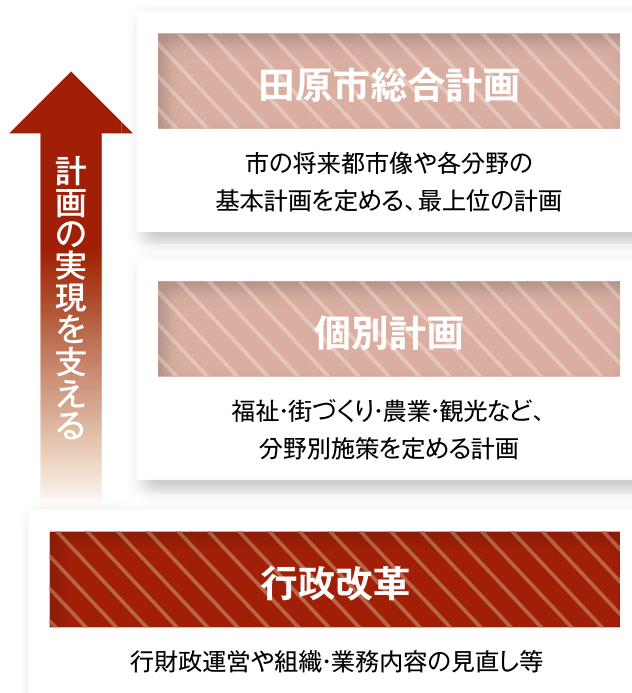 田原市総合計画
市の将来都市像や各分野の
基本計画を定める、最上位の計画
計画の実現を支える
個別計画
福祉・街づくり・農業・観光など、
分野別施策を定める計画
行政改革
行財政運営や組織・業務内容の見直し等